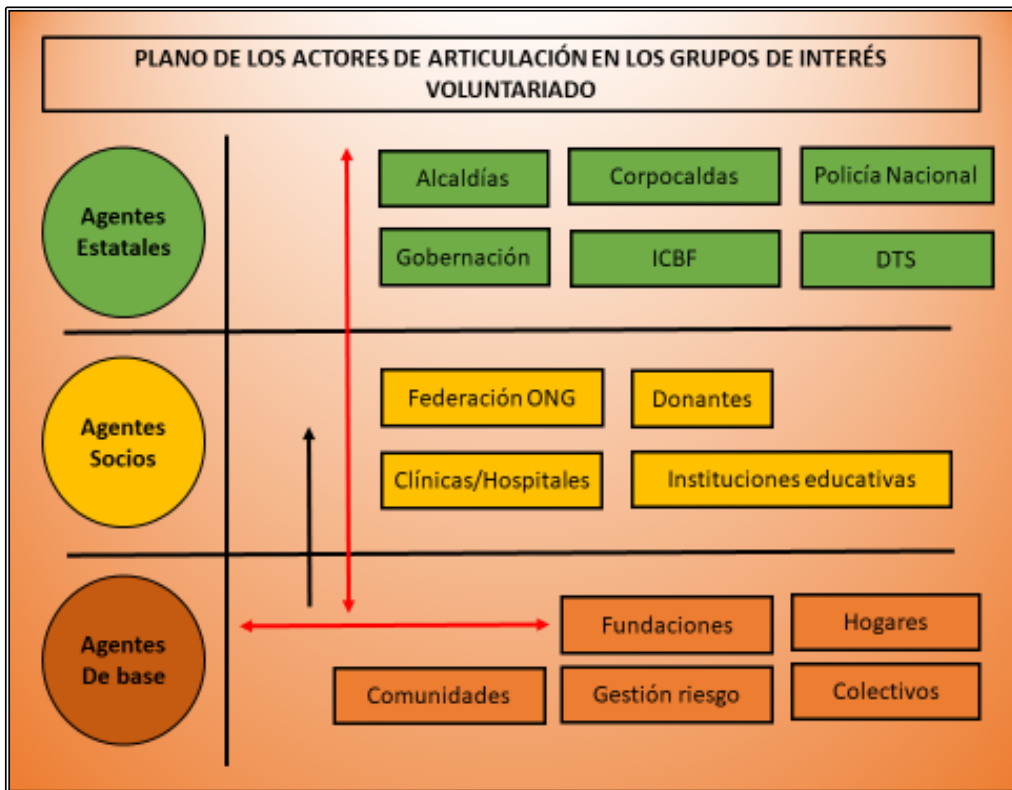 PLANO DE LOS ACTORES DE ARTICULACIÓN EN LOS GRUPOS DE INTERÉS
VOLUNTARIADO
Agentes
Estatales
Alcaldías
Corpocaldas
Policía Nacional
Gobernación
ICBF
DTS
Agentes
Socios
Federación ONG
Donantes
Clínicas/Hospitales
Instituciones educativas
Agentes
De base
Fundaciones
Hogares
Comunidades
Gestión riesgo
Colectivos